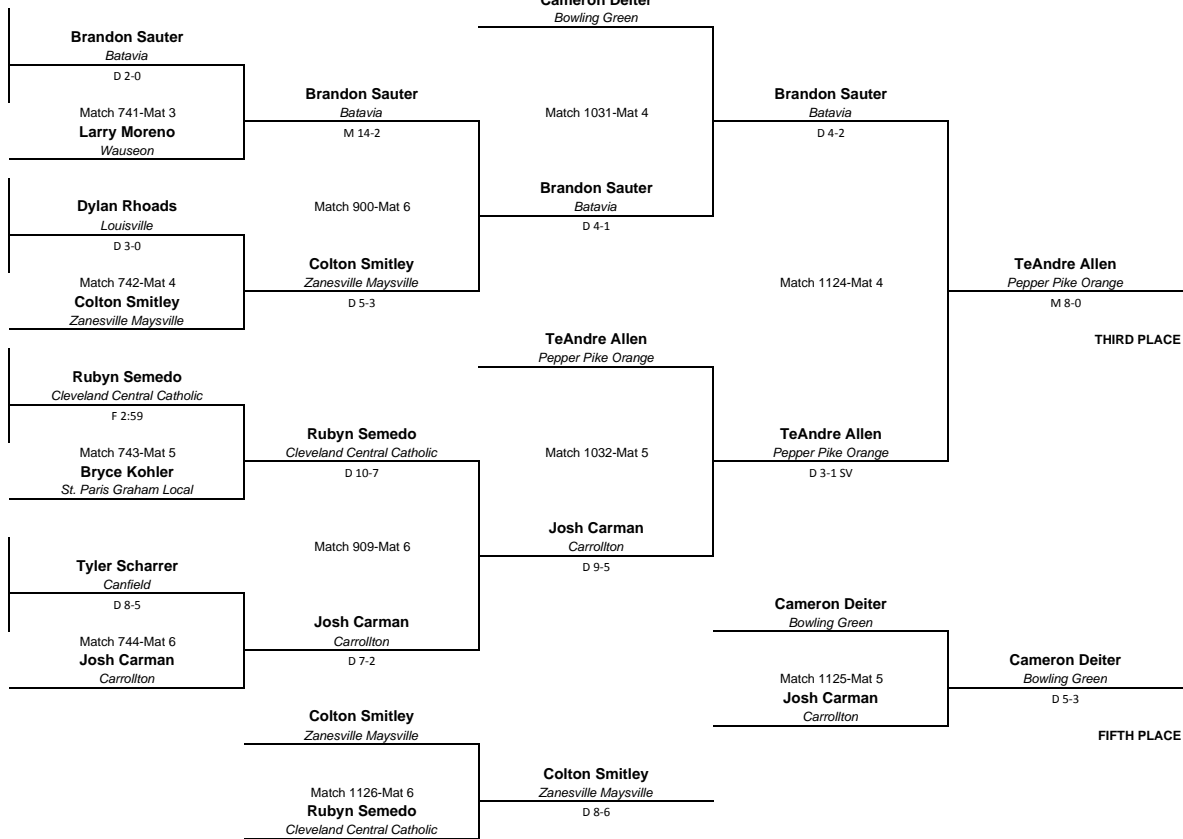 Cameron Deiter
Bowling Green
Brandon Sauter
Batavia
D 2-0
Match 741-Mat 3
Larry Moreno
Wauseon
Brandon Sauter
Batavia
M 14-2
Match 1031-Mat 4
Brandon Sauter
Batavia
D 4-2
Dylan Rhoads
Louisville
D 3-0
Match 742-Mat 4
Colton Smitley
Zanesville Maysville
Match 900-Mat 6
Brandon Sauter
Batavia
D 4-1
Colton Smitley
Zanesville Maysville
D 5-3
Match 1124-Mat 4
TeAndre Allen
Pepper Pike Orange
M 8-0
THIRD PLACE
TeAndre Allen
Pepper Pike Orange
Rubyn Semedo
Cleveland Central Catholic
F 2:59
Match 743-Mat 5
Bryce Kohler
St. Paris Graham Local
Rubyn Semedo
Cleveland Central Catholic
D 10-7
Match 1032-Mat 5
TeAndre Allen
Pepper Pike Orange
D 3-1 SV
Match 909-Mat 6
Josh Carman
Carrollton
D 9-5
Tyler Scharrer
Canfield
D 8-5
Match 744-Mat 6
Josh Carman
Carrollton
Josh Carman
Carrollton
D 7-2
Cameron Deiter
Bowling Green
Match 1125-Mat 5
Josh Carman
Carrollton
Cameron Deiter
Bowling Green
D 5-3
FIFTH PLACE
Colton Smitley
Zanesville Maysville
Match 1126-Mat 6
Rubyn Semedo
Cleveland Central Catholic
Colton Smitley
Zanesville Maysville
D 8-6